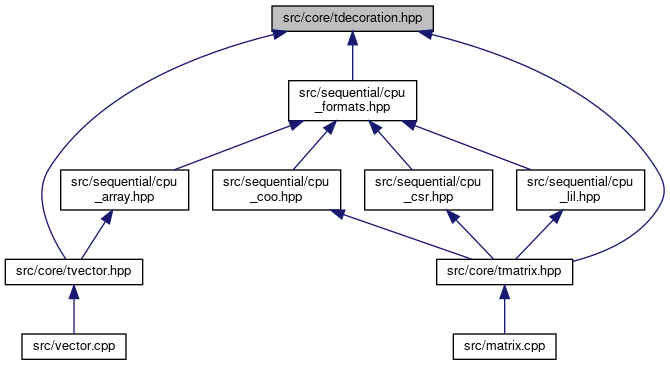 src/core/tdecoration.hpp
src/sequential/cpu
_formats.hpp
src/sequential/cpu
_array.hpp
src/sequential/cpu
_coo.hpp
src/sequential/cpu
_csr.hpp
src/sequential/cpu
_lil.hpp
src/core/tvector.hpp
src/core/tmatrix.hpp
src/vector.cpp
src/matrix.cpp